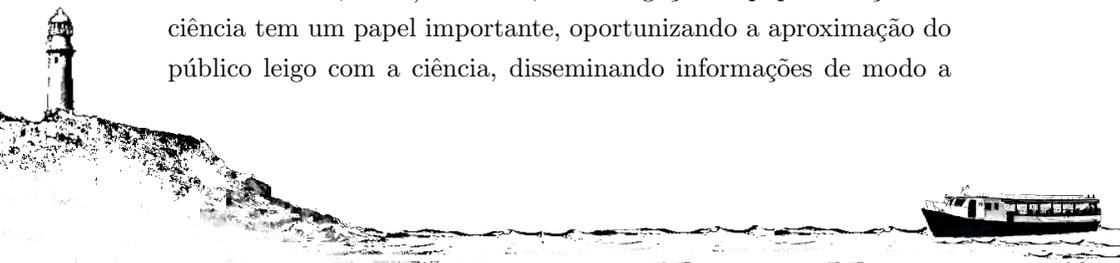 ciência tem um papel importante, oportunizando a aproximação do
público leigo com a ciência, disseminando informações de modo a